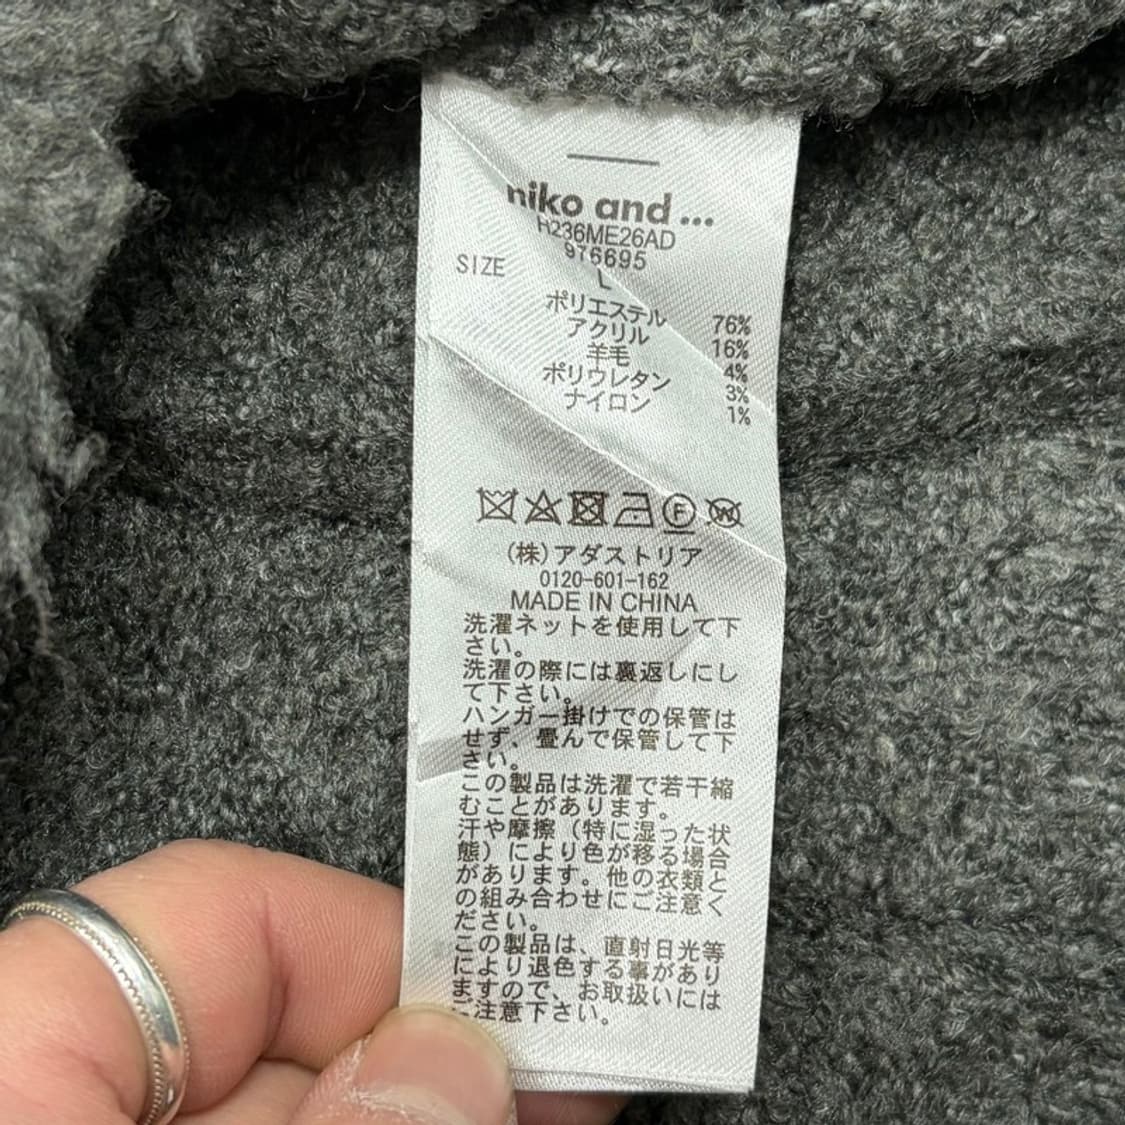 niko and ...
H236ME26AD
976695
SIZE L
ポリエステル 76%
アクリル 16%
羊毛 4%
ポリウレタン 3%
ナイロン 1%
F W
(株)アダストリア
0120-601-162
MADE IN CHINA
洗濯ネットを使用して下
さい。
洗濯の際には裏返しにし
て下さい。
ハンガー掛けでの保管は
せず、畳んで保管して下
さい。
この製品は洗濯で若干縮
むことがあります。
汗や摩擦（特に湿った状
態）により色が移る場合
があります。他の衣類と
の組み合わせにご注意く
ださい。
この製品は、直射日光等
により退色する事があり
ますので、お取扱いには
ご注意下さい。